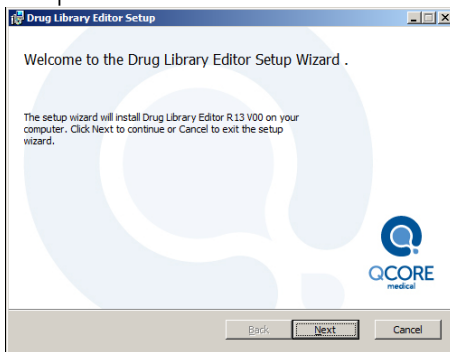 Drug Library Editor Setup
Welcome to the Drug Library Editor Setup Wizard .
The setup wizard will install Drug Library Editor R13 V00 on your
computer. Click Next to continue or Cancel to exit the setup
wizard.
QCORE
medical
Back Next Cancel